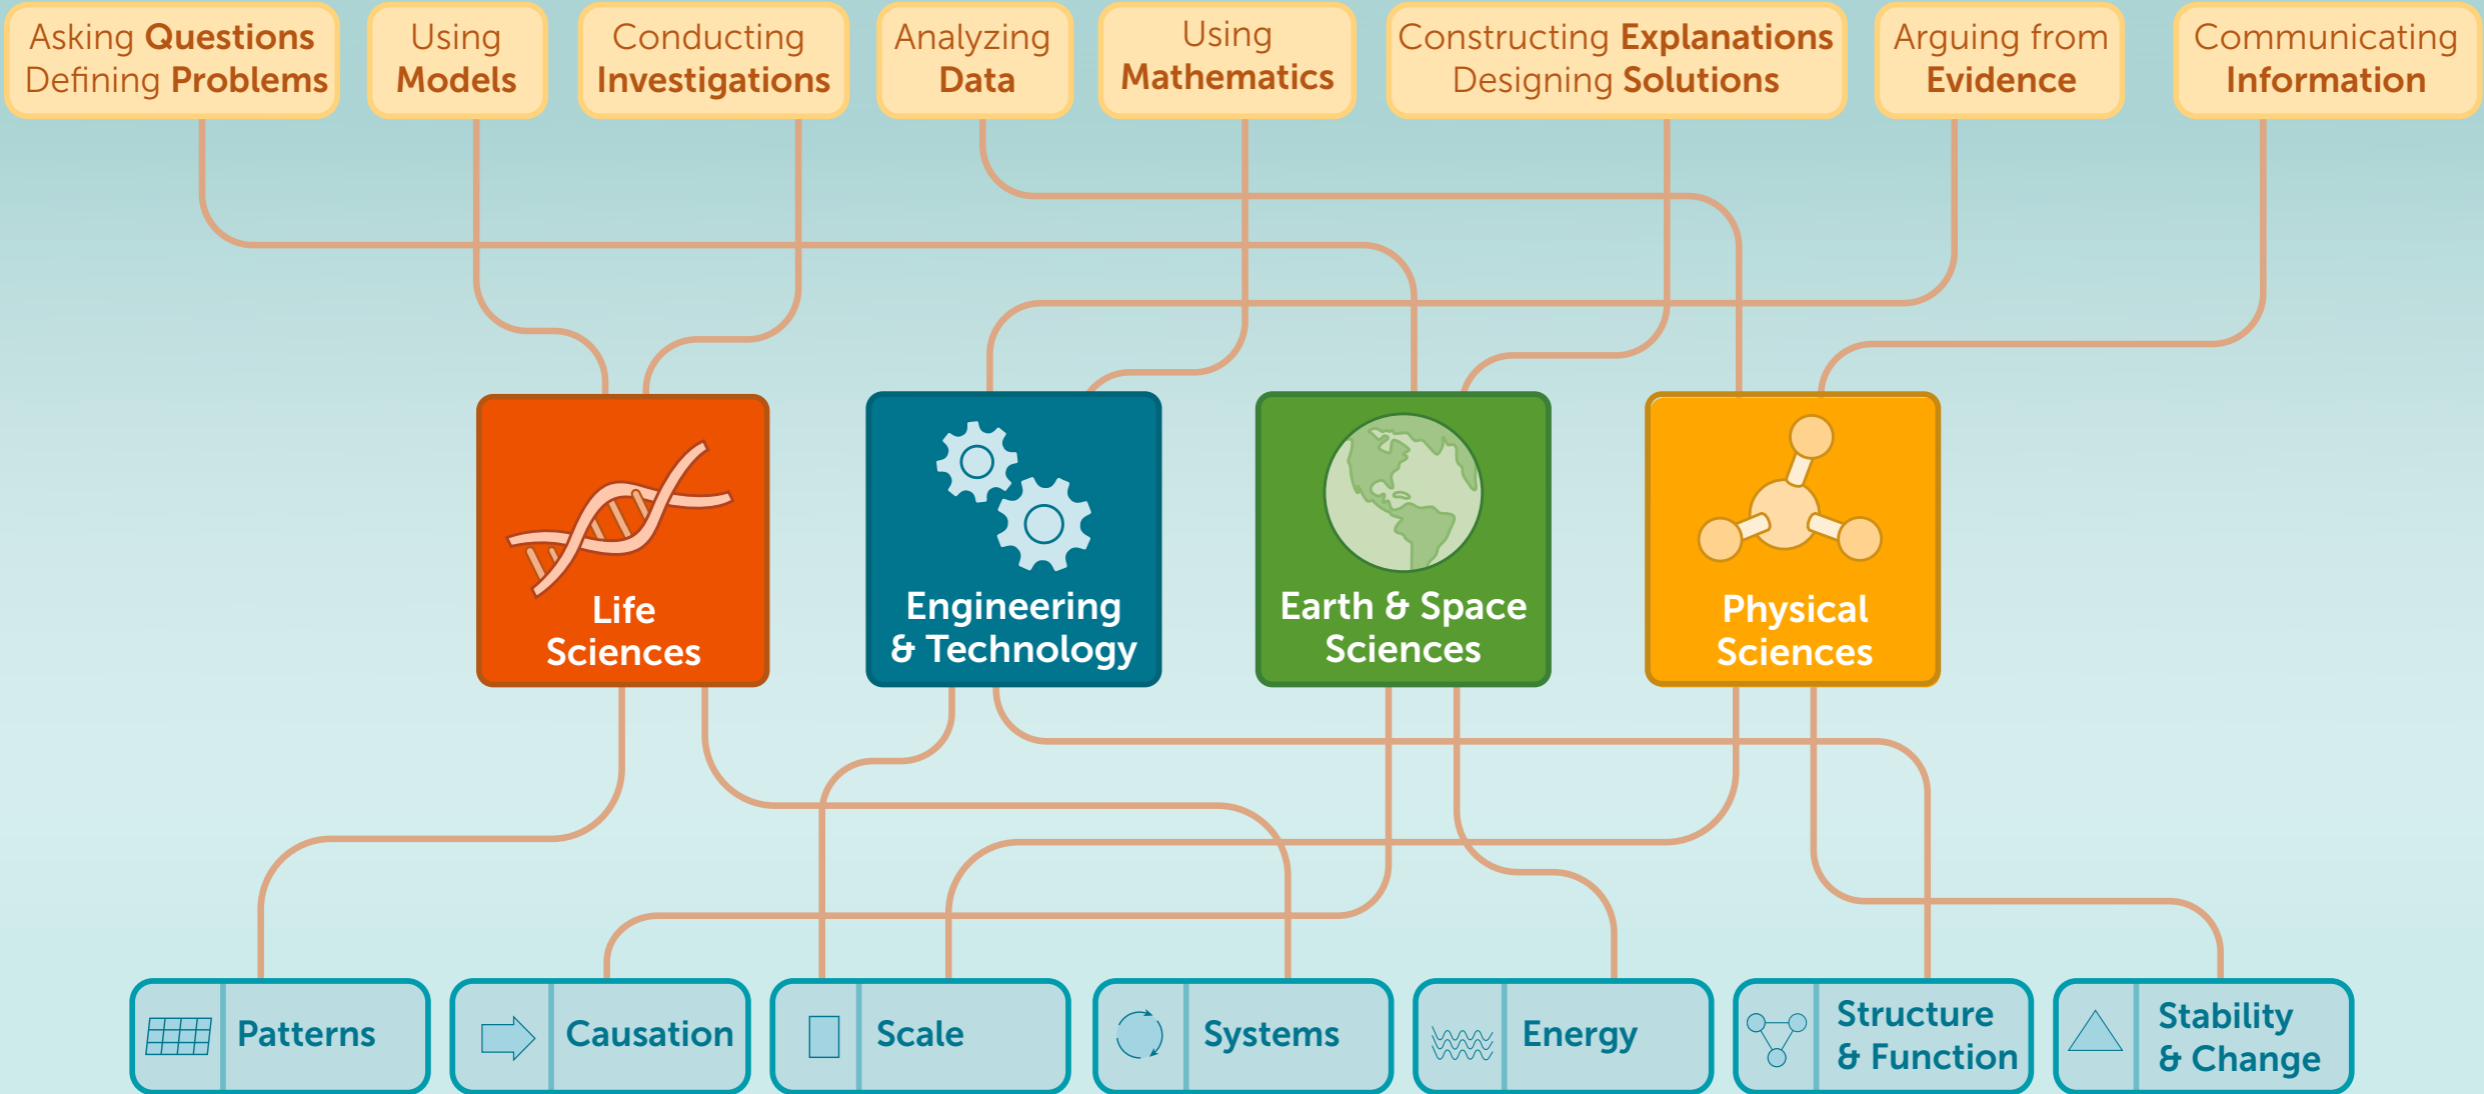 Asking Questions
Defining Problems
Using
Models
Conducting
Investigations
Analyzing
Data
Using
Mathematics
Constructing Explanations
Designing Solutions
Arguing from
Evidence
Communicating
Information
Life
Sciences
Engineering
& Technology
Earth & Space
Sciences
Physical
Sciences
Patterns
Causation
Scale
Systems
Energy
Structure
& Function
Stability
& Change